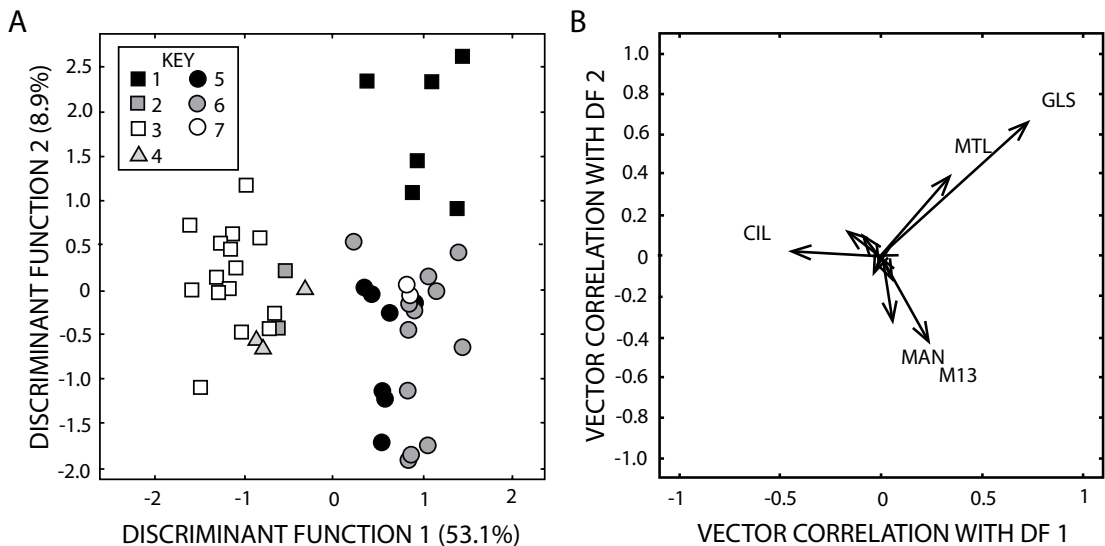 A
DISCRIMINANT FUNCTION 2 (8.9%)
2.5
2.0
1.5
1.0
0.5
0
-0.5
-1.0
-1.5
-2.0
KEY
1 5
2 6
3 7
4
-2 -1 0 1 2
DISCRIMINANT FUNCTION 1 (53.1%)
B
VECTOR CORRELATION WITH DF 2
1.0
0.8
0.6
0.4
0.2
0
-0.2
-0.4
-0.6
-0.8
-1.0
GLS
MTL
CIL
MAN
M13
-1 -0.5 0 0.5 1
VECTOR CORRELATION WITH DF 1